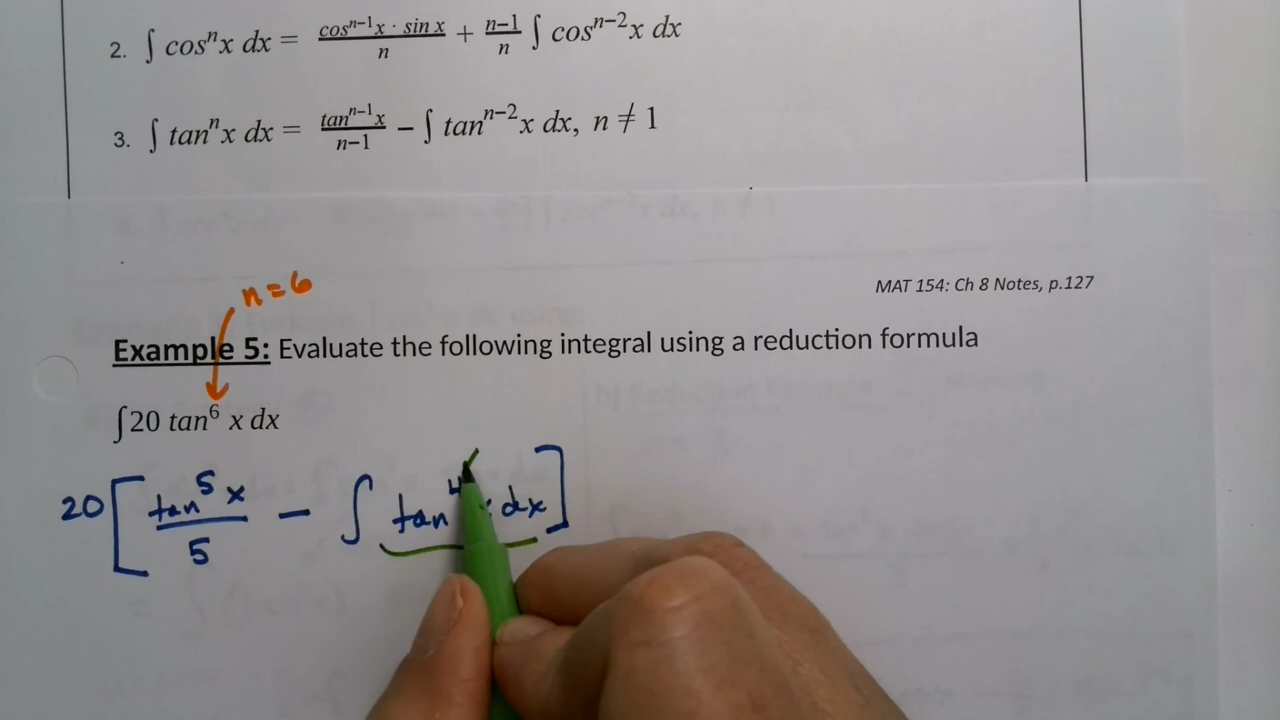 2. ∫ cosⁿx dx = cosⁿ⁻¹x · sin x / n + n−1 / n ∫ cosⁿ⁻²x dx
3. ∫ tanⁿx dx = tanⁿ⁻¹x / n−1 − ∫ tanⁿ⁻²x dx, n ≠ 1
n = 6
MAT 154: Ch 8 Notes, p.127
Example 5: Evaluate the following integral using a reduction formula
∫20 tan⁶ x dx
20 [ tan⁵ x / 5 − ∫ tan⁴ dx ]